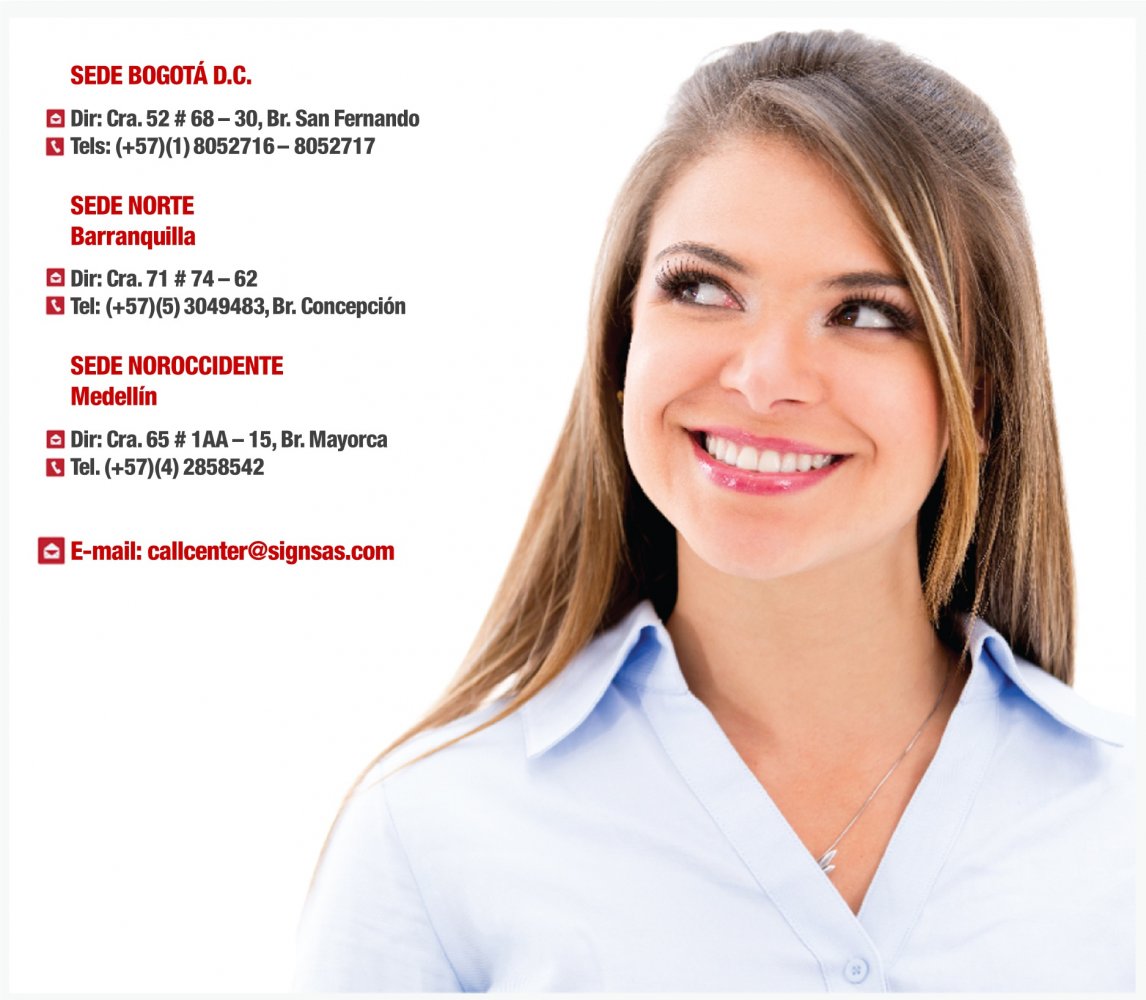 SEDE BOGOTÁ D.C.
Dir: Cra. 52 # 68 – 30, Br. San Fernando
Tels: (+57)(1) 8052716 – 8052717
SEDE NORTE
Barranquilla
Dir: Cra. 71 # 74 – 62
Tel: (+57)(5) 3049483, Br. Concepción
SEDE NOROCCIDENTE
Medellín
Dir: Cra. 65 # 1AA – 15, Br. Mayorca
Tel. (+57)(4) 2858542
E-mail: callcenter@signsas.com